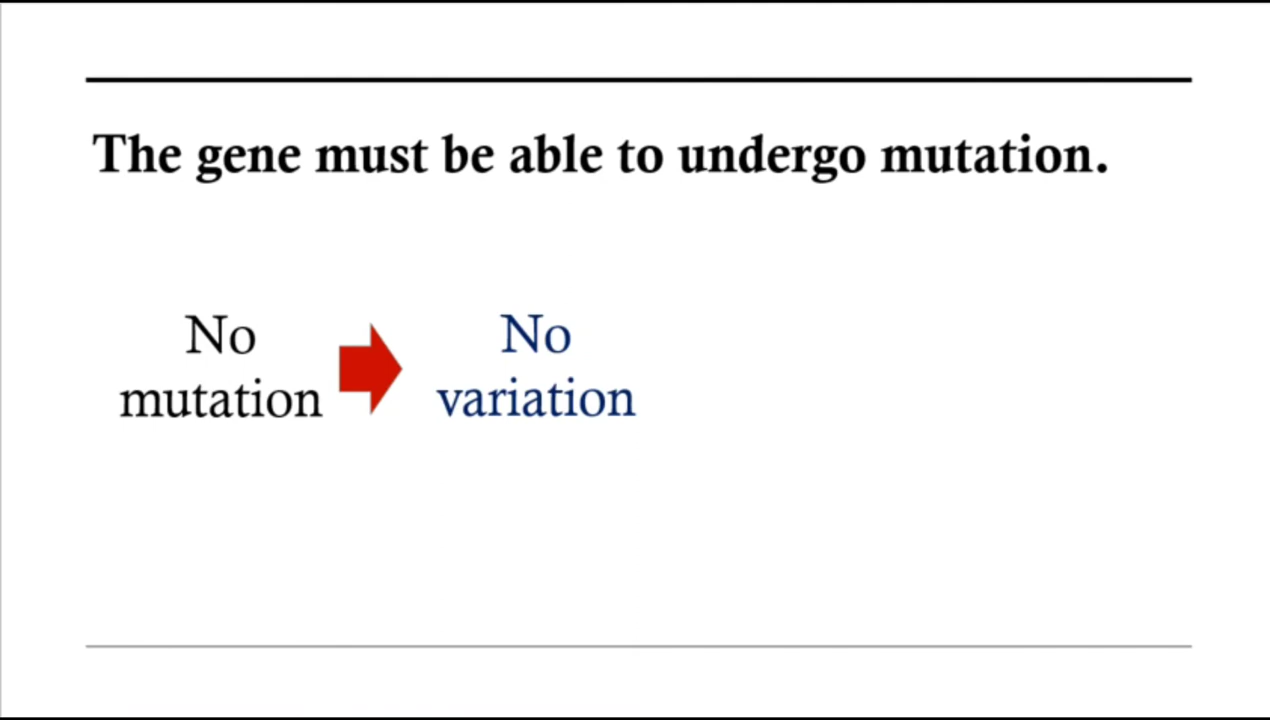 The gene must be able to undergo mutation.
No
mutation
No
variation